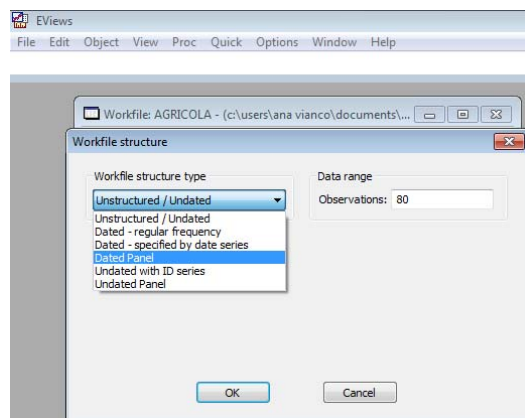 EViews
File Edit Object View Proc Quick Options Window Help
Workfile: AGRICOLA - (c:\users\ana vianco\documents\...
Workfile structure
Workfile structure type
Data range
Unstructured / Undated
Observations: 80
Unstructured / Undated
Dated - regular frequency
Dated - specified by date series
Dated Panel
Undated with ID series
Undated Panel
OK
Cancel